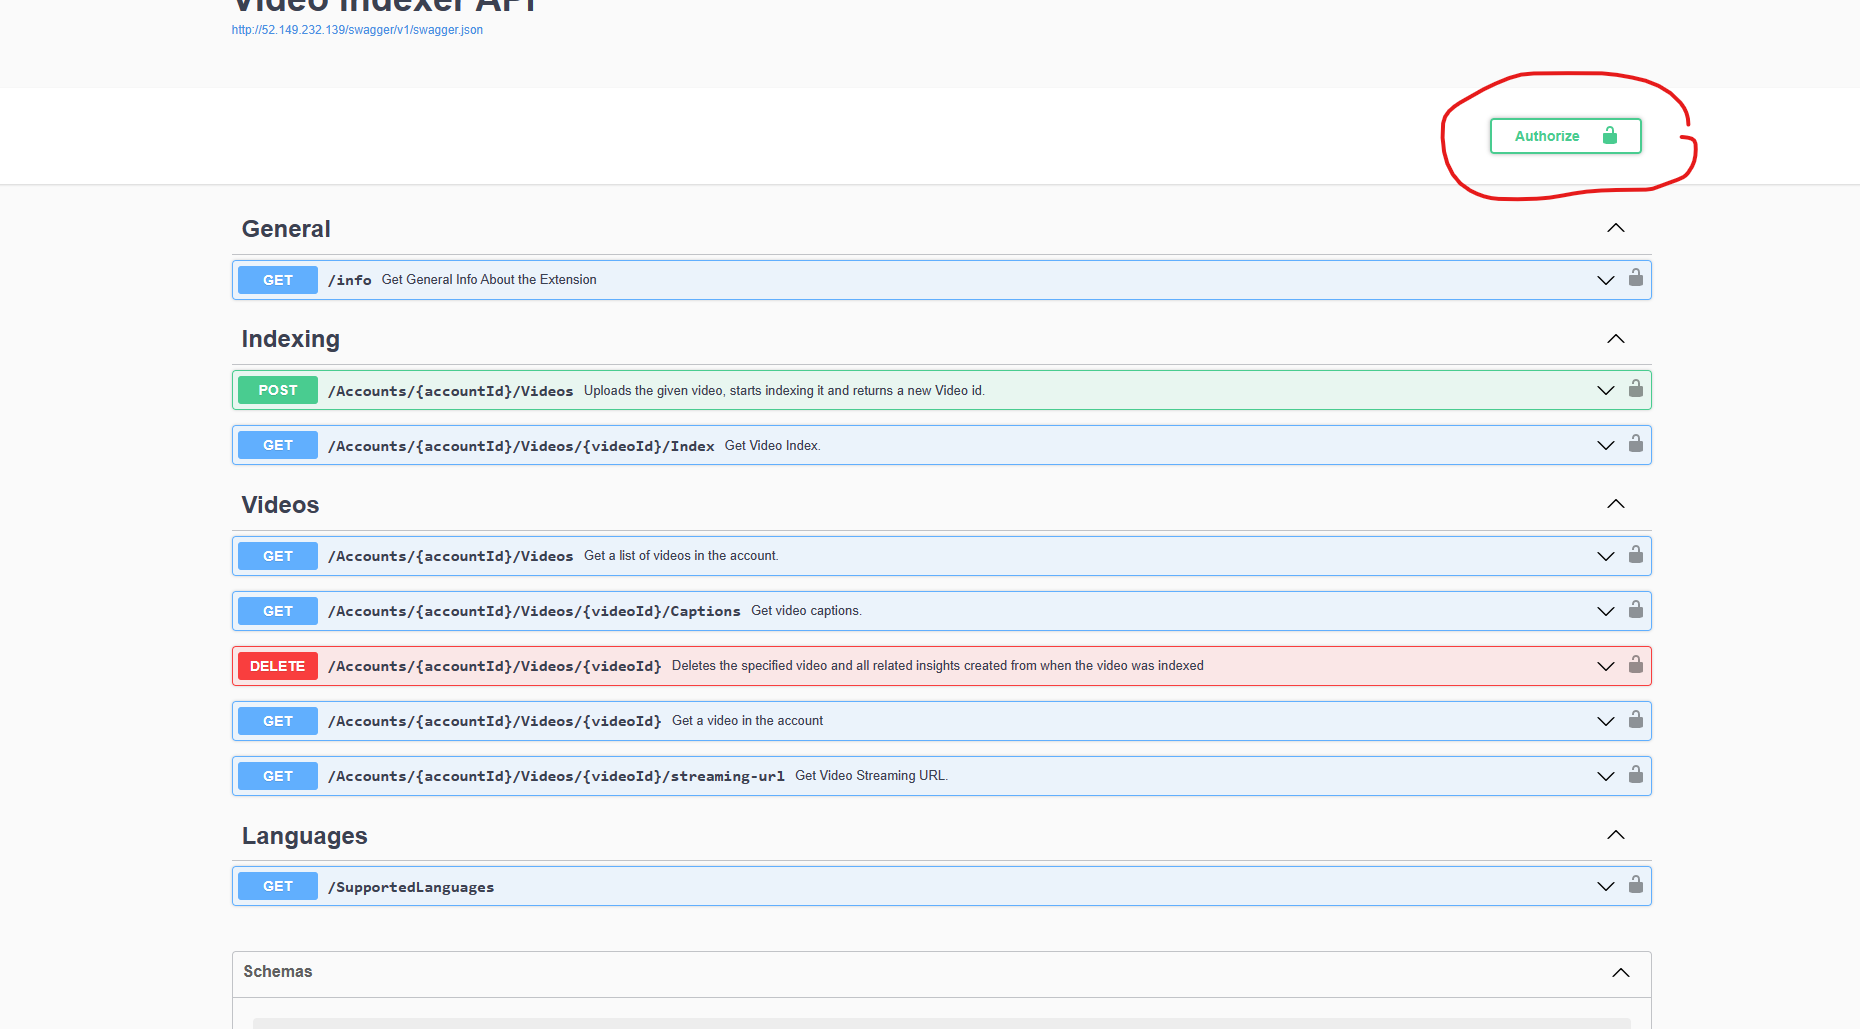 Video Indexer API
http://52.149.232.139/swagger/v1/swagger.json
Authorize
General
GET /info Get General Info About the Extension
Indexing
POST /Accounts/{accountId}/Videos Uploads the given video, starts indexing it and returns a new Video id.
GET /Accounts/{accountId}/Videos/{videoId}/Index Get Video Index.
Videos
GET /Accounts/{accountId}/Videos Get a list of videos in the account.
GET /Accounts/{accountId}/Videos/{videoId}/Captions Get video captions.
DELETE /Accounts/{accountId}/Videos/{videoId} Deletes the specified video and all related insights created from when the video was indexed
GET /Accounts/{accountId}/Videos/{videoId} Get a video in the account
GET /Accounts/{accountId}/Videos/{videoId}/streaming-url Get Video Streaming URL.
Languages
GET /SupportedLanguages
Schemas